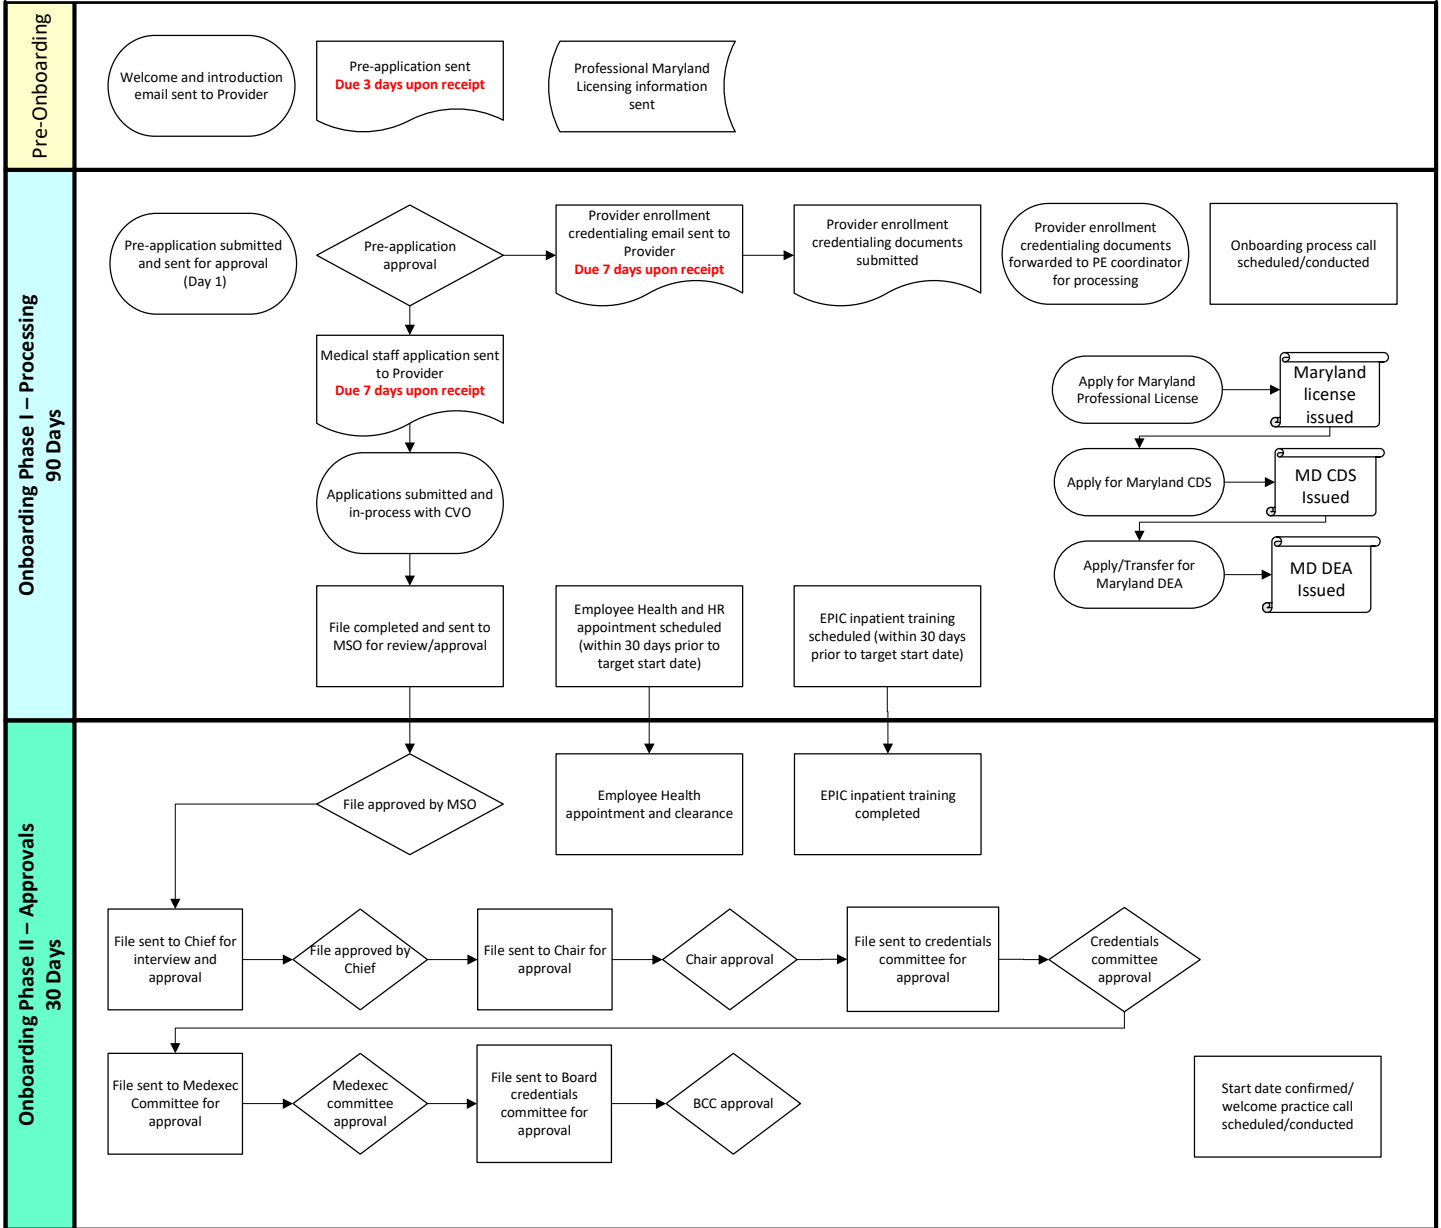 Pre-Onboarding
Welcome and introduction
email sent to Provider
Pre-application sent
Due 3 days upon receipt
Professional Maryland
Licensing information
sent
Onboarding Phase I – Processing
90 Days
Pre-application submitted
and sent for approval
(Day 1)
Pre-application
approval
Provider enrollment
credentialing email sent to
Provider
Due 7 days upon receipt
Provider enrollment
credentialing documents
submitted
Provider enrollment
credentialing documents
forwarded to PE coordinator
for processing
Onboarding process call
scheduled/conducted
Medical staff application sent
to Provider
Due 7 days upon receipt
Apply for Maryland
Professional License
Maryland
license
issued
Applications submitted and
in-process with CVO
Apply for Maryland CDS
MD CDS
Issued
Apply/Transfer for
Maryland DEA
MD DEA
Issued
File completed and sent to
MSO for review/approval
Employee Health and HR
appointment scheduled
(within 30 days prior to
target start date)
EPIC inpatient training
scheduled (within 30 days
prior to target start date)
Onboarding Phase II – Approvals
30 Days
File approved by MSO
Employee Health
appointment and clearance
EPIC inpatient training
completed
File sent to Chief for
interview and
approval
File approved by
Chief
File sent to Chair for
approval
Chair approval
File sent to credentials
committee for
approval
Credentials
committee
approval
File sent to Medexec
Committee for
approval
Medexec
committee
approval
File sent to Board
credentials
committee for
approval
BCC approval
Start date confirmed/
welcome practice call
scheduled/conducted